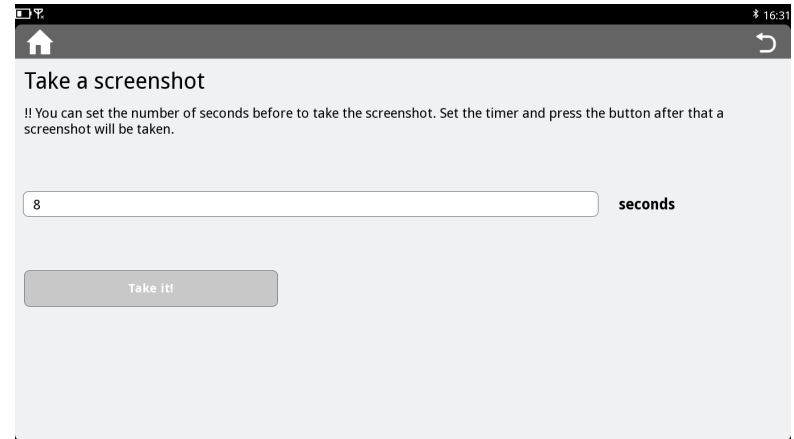 16:31
Take a screenshot
!! You can set the number of seconds before to take the screenshot. Set the timer and press the button after that a
screenshot will be taken.
8 seconds
Take it!